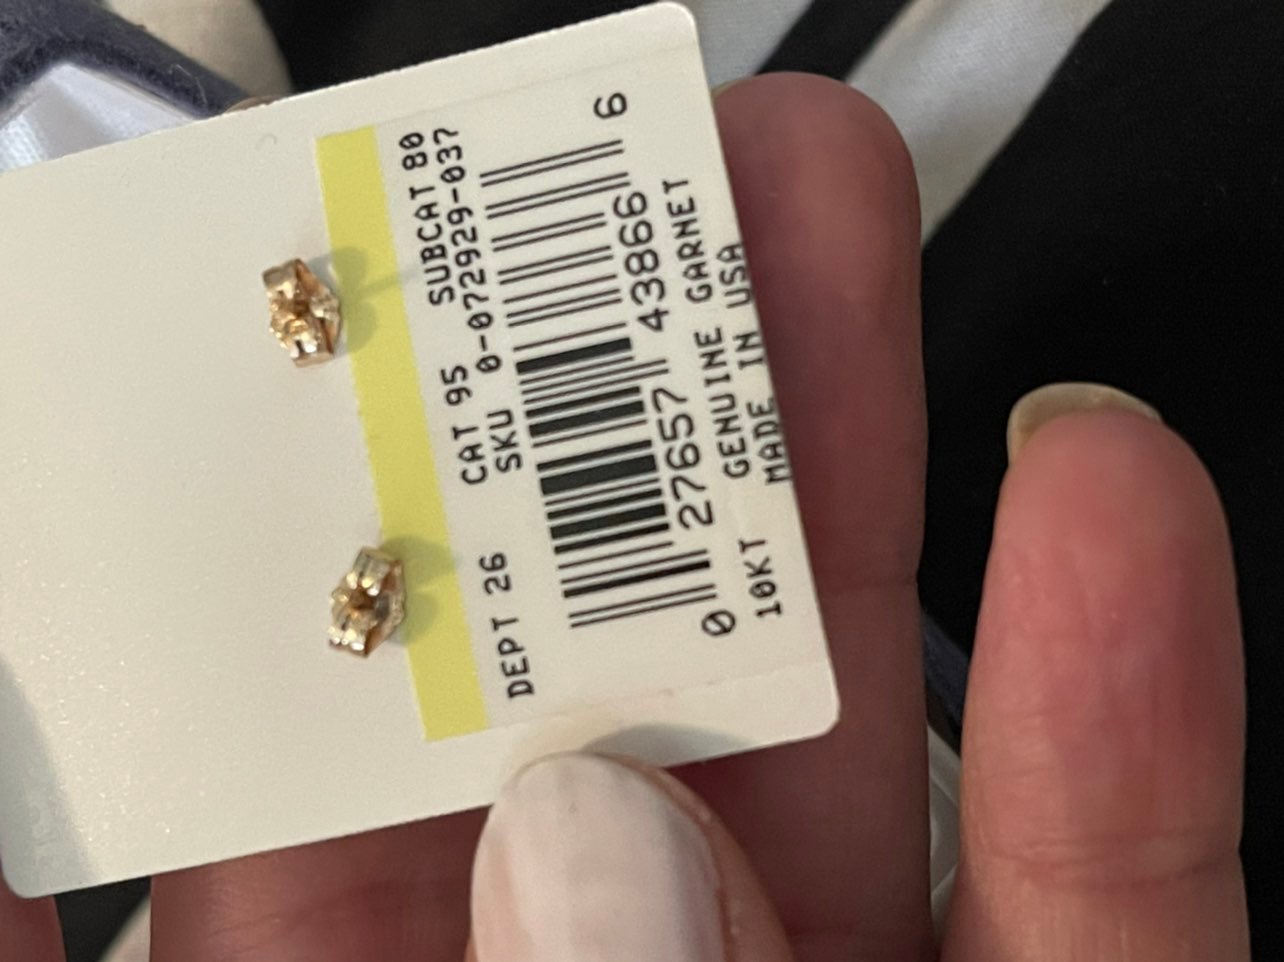 SUBCAT 80
DEPT 26 CAT 95
SKU 0-072929-037
0 27657 43866 6
GENUINE GARNET
10KT MADE IN USA